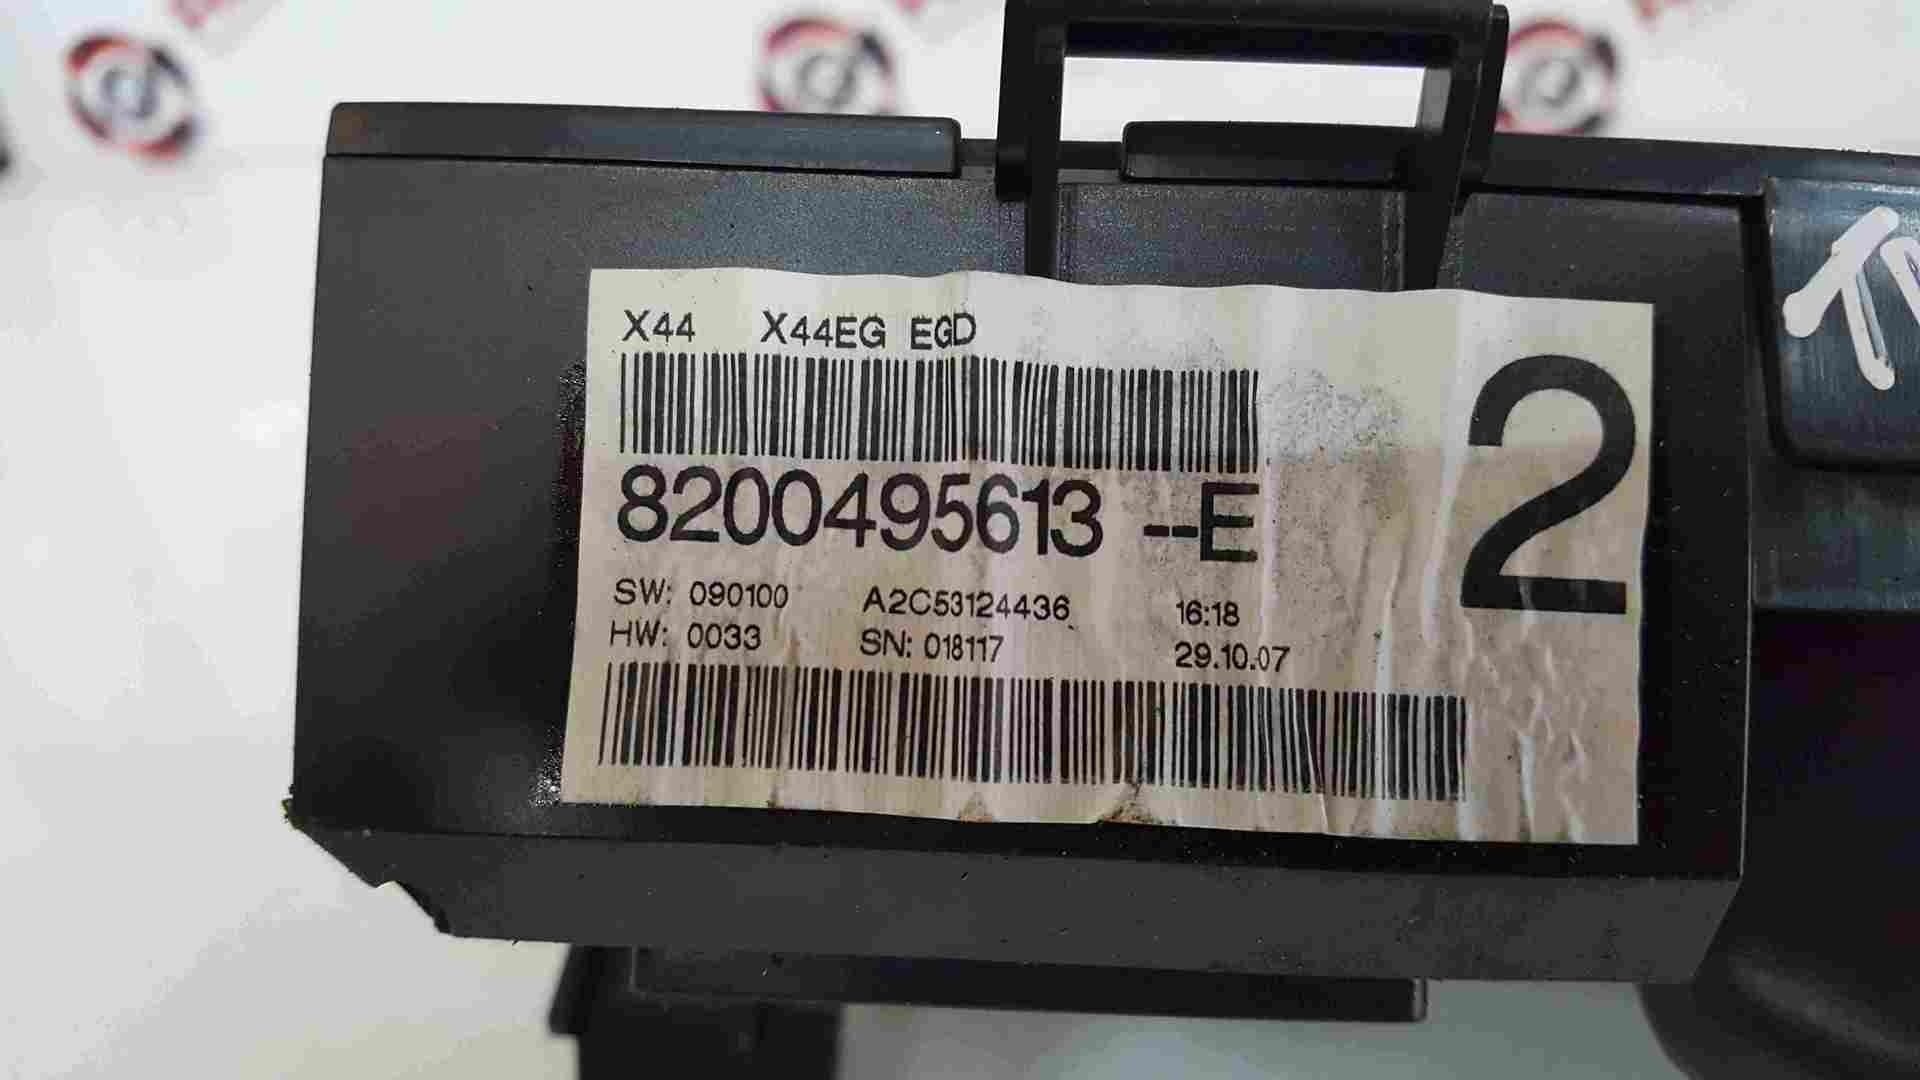 X44 X44EG EGD
8200495613 --E
2
SW: 090100 A2C53124436 16:18
HW: 0033 SN: 018117 29.10.07